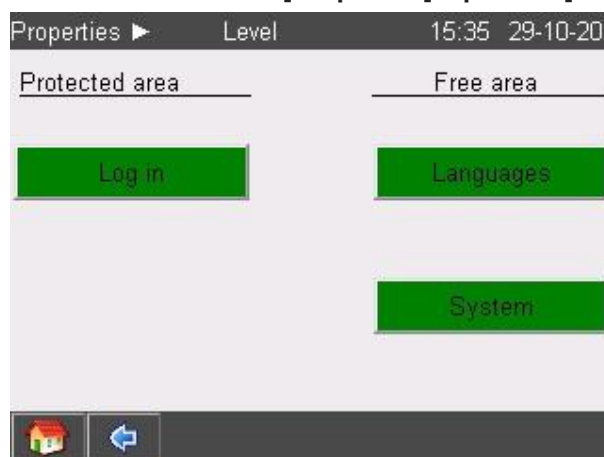 Properties ► Level 15:35 29-10-20
Protected area Free area
Log in Languages
System